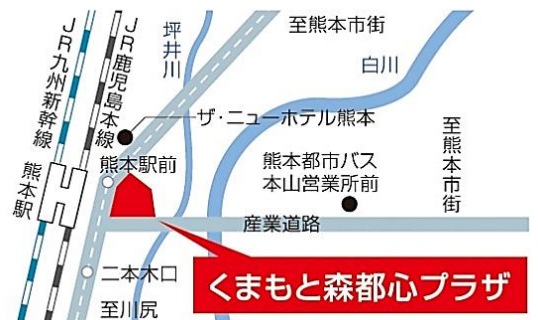 至熊本市街
坪井川
JR鹿児島本線
JR九州新幹線
白川
ザ・ニューホテル熊本
至熊本市街
熊本駅前
熊本都市バス
本山営業所前
熊本駅
産業道路
二本木口
くまもと森都心プラザ
至川尻